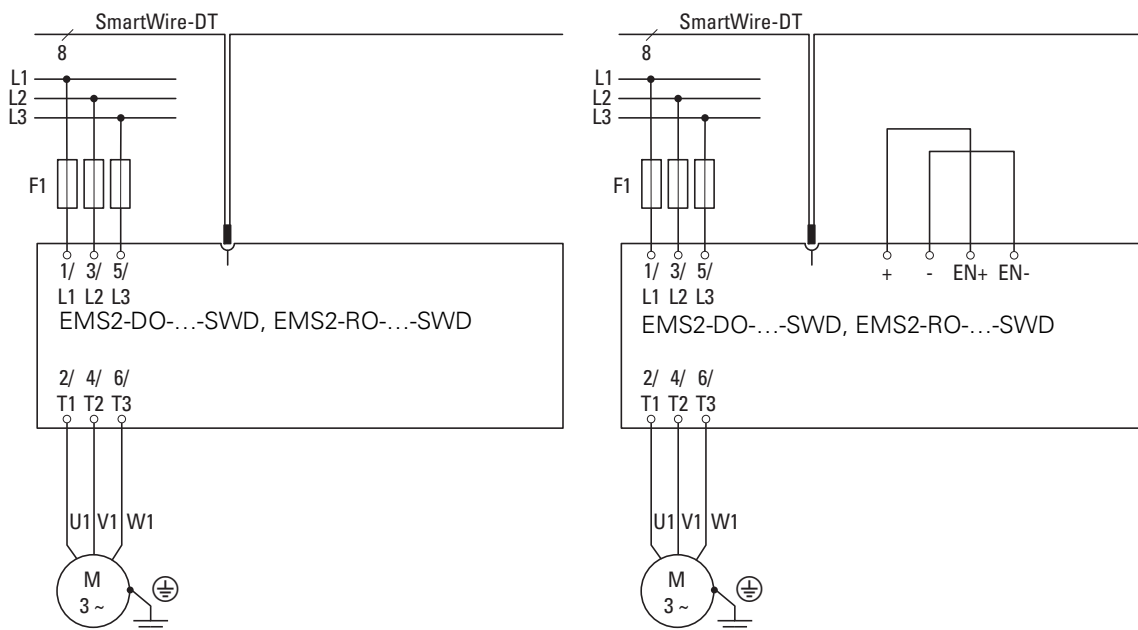 SmartWire-DT
8
L1
L2
L3
F1
1/ 3/ 5/
L1 L2 L3
EMS2-DO-...-SWD, EMS2-RO-...-SWD
2/ 4/ 6/
T1 T2 T3
U1 V1 W1
M
3 ~
SmartWire-DT
8
L1
L2
L3
F1
1/ 3/ 5/
L1 L2 L3
+ - EN+ EN-
EMS2-DO-...-SWD, EMS2-RO-...-SWD
2/ 4/ 6/
T1 T2 T3
U1 V1 W1
M
3 ~